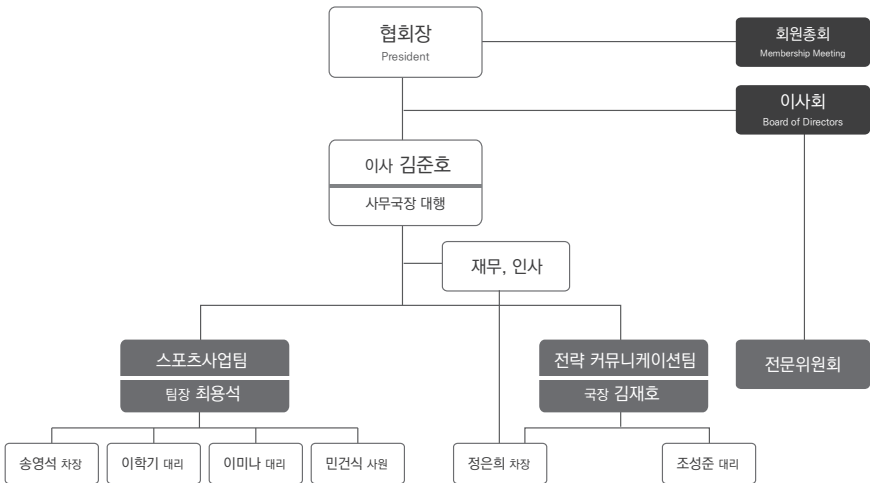 협회장
President
회원총회
Membership Meeting
이사회
Board of Directors
이사 김준호
사무국장 대행
재무, 인사
스포츠사업팀
팀장 최용석
전략 커뮤니케이션팀
국장 김재호
전문위원회
송영석 차장
이학기 대리
이미나 대리
민건식 사원
정은희 차장
조성준 대리